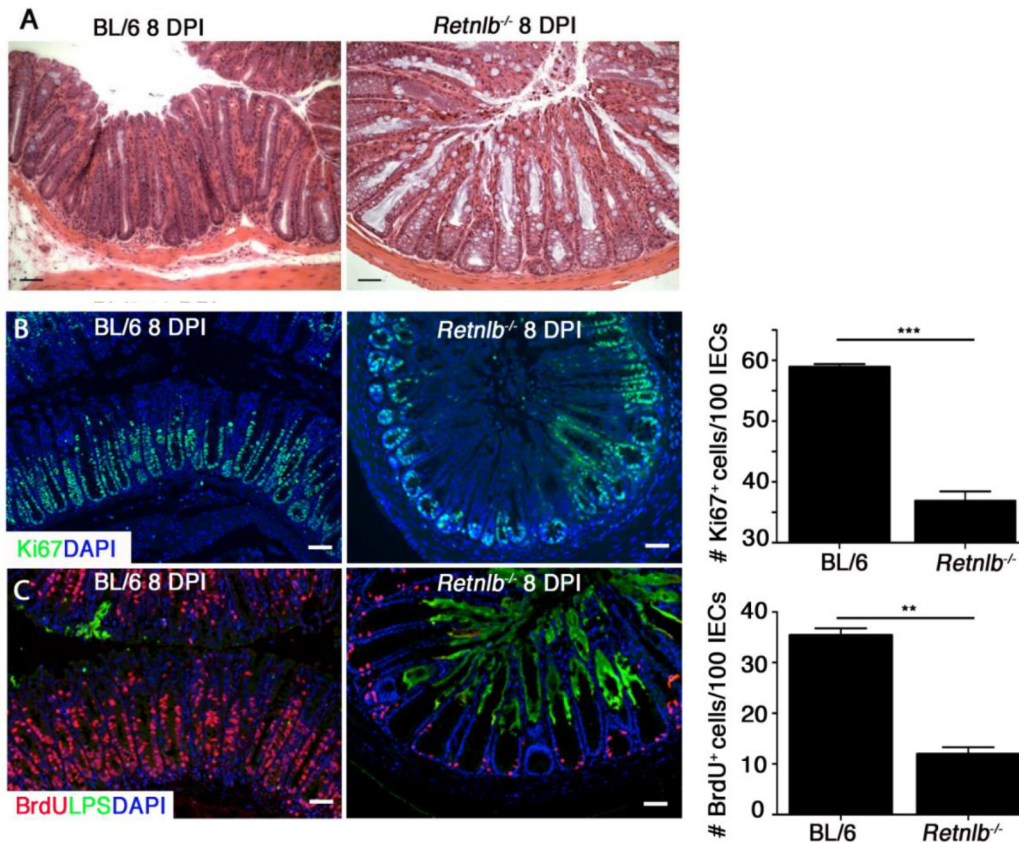 A
BL/6 8 DPI
Retnlb-/- 8 DPI
B
BL/6 8 DPI
Retnlb-/- 8 DPI
Ki67DAPI
# Ki67+ cells/100 IECs
60
50
40
30
***
BL/6
Retnlb-/-
C
BL/6 8 DPI
Retnlb-/- 8 DPI
BrdULPSDAPI
# BrdU+ cells/100 IECs
40
30
20
10
0
**
BL/6
Retnlb-/-